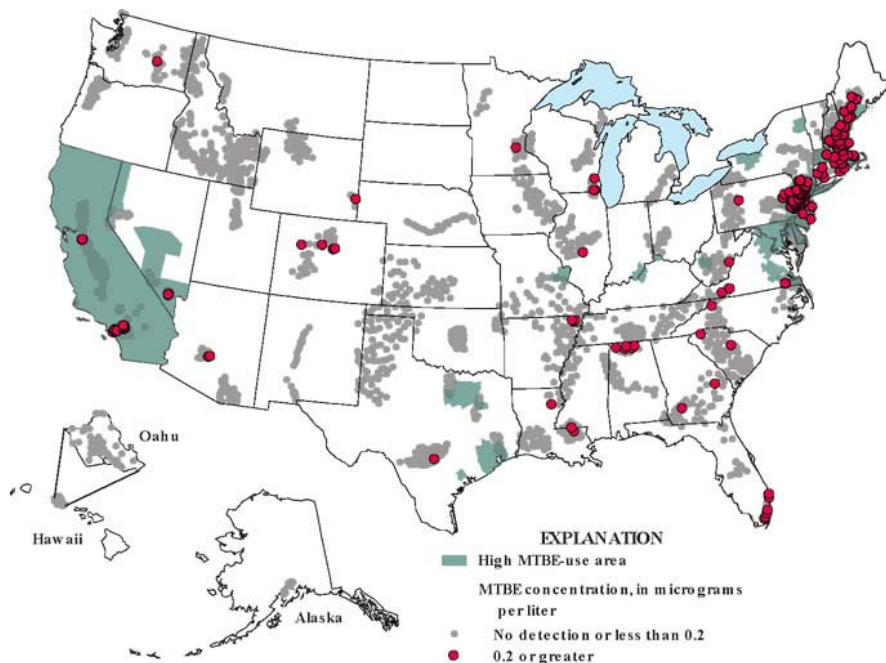 Oahu
Hawaii
Alaska
EXPLANATION
High MTBE-use area
MTBE concentration, in micrograms
per liter
No detection or less than 0.2
0.2 or greater